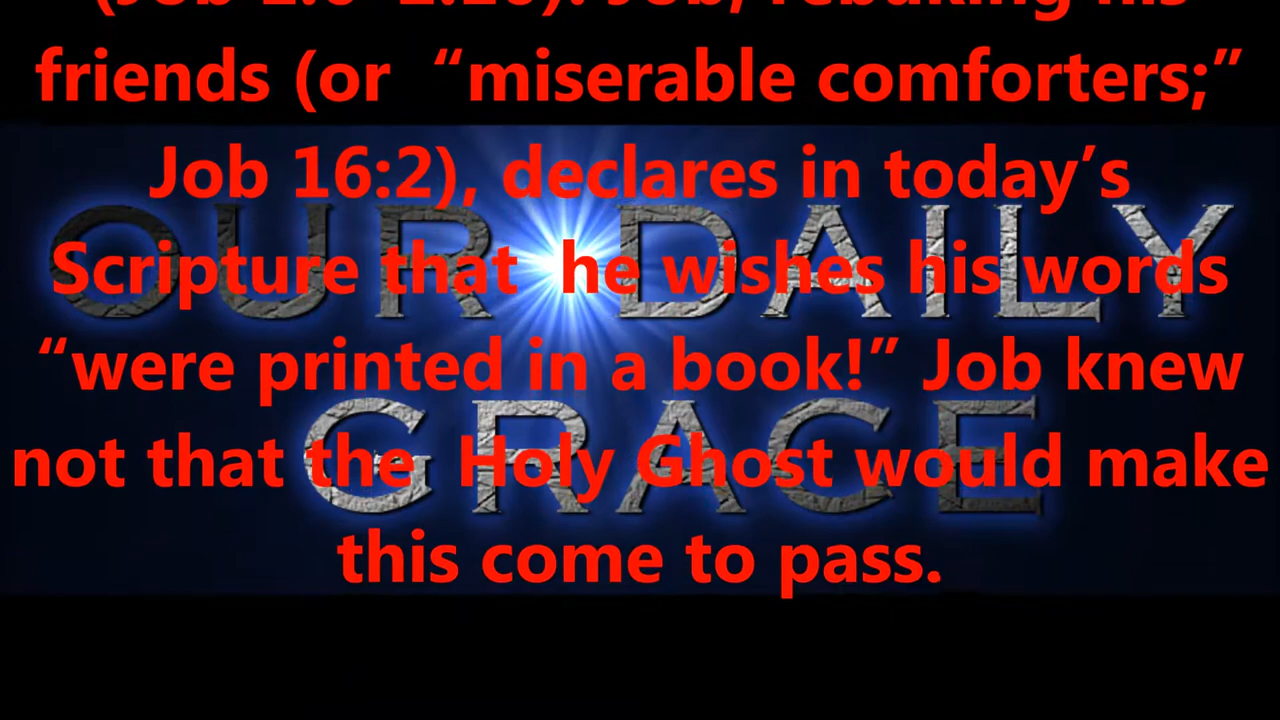 friends (or “miserable comforters;”
Job 16:2), declares in today’s
Scripture that he wishes his words
“were printed in a book!” Job knew
not that the Holy Ghost would make
this come to pass.
OUR DAILY
GRACE